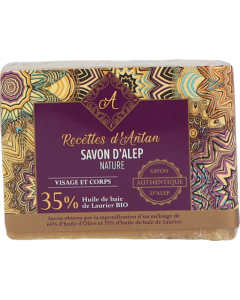 A
Recettes d'Antan
SAVON D'ALEP
NATURE
VISAGE ET CORPS
35% Huile de baie
de Laurier BIO
SAVON
AUTHENTIQUE
D'ALEP
Savon obtenu par la saponification d'un mélange de
65% d'huile d'Olive et 35% d'huile de baie de Laurier